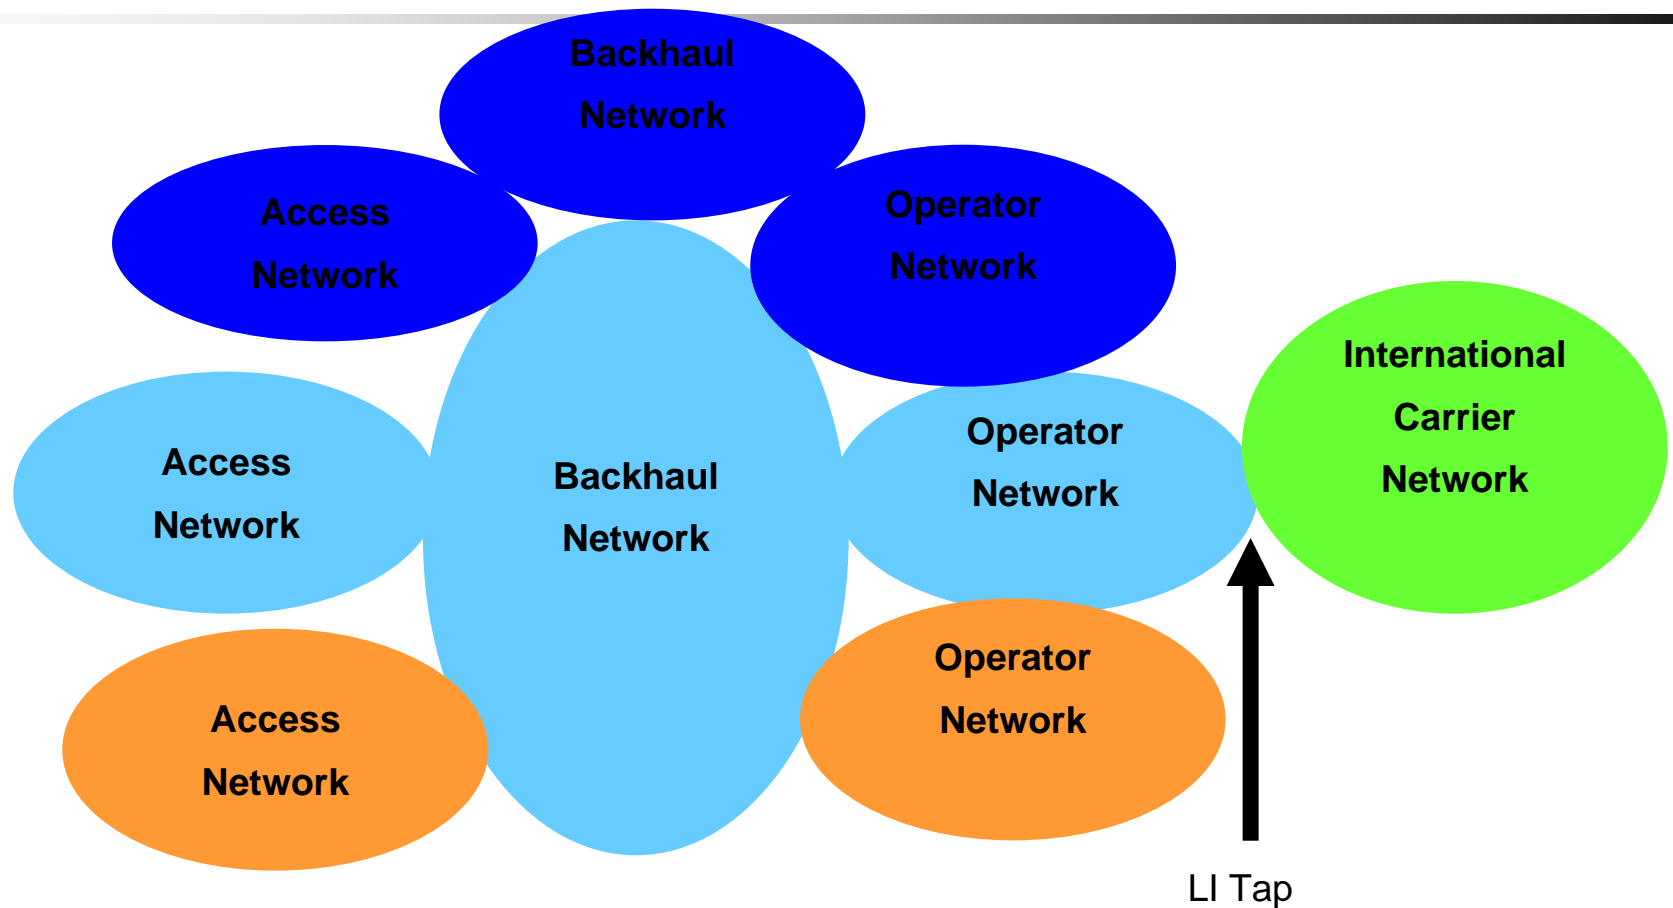 Backhaul
Network
Access
Network
Operator
Network
International
Carrier
Network
Operator
Network
Access
Network
Backhaul
Network
Operator
Network
Access
Network
LI Tap